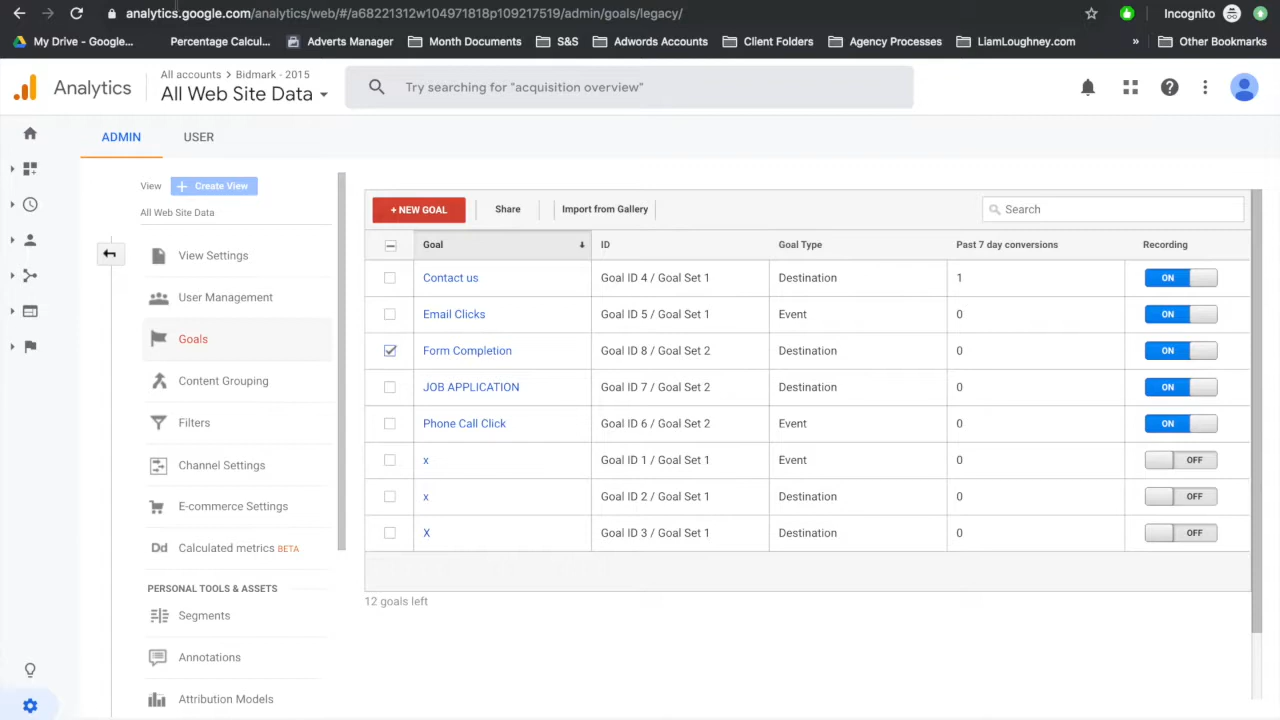 analytics.google.com/analytics/web/#/a68221312w104971818p109217519/admin/goals/legacy/
Incognito
My Drive - Google...
Percentage Calcul...
Adverts Manager
Month Documents
S&S
Adwords Accounts
Client Folders
Agency Processes
LiamLoughney.com
»
Other Bookmarks
Analytics
All accounts > Bidmark - 2015
All Web Site Data
Try searching for "acquisition overview"
ADMIN
USER
View
+ Create View
All Web Site Data
View Settings
User Management
Goals
Content Grouping
Filters
Channel Settings
E-commerce Settings
Dd Calculated metrics BETA
PERSONAL TOOLS & ASSETS
Segments
Annotations
Attribution Models
+ NEW GOAL
Share
Import from Gallery
Search
Goal ID Goal Type Past 7 day conversions Recording
Contact us Goal ID 4 / Goal Set 1 Destination 1 ON
Email Clicks Goal ID 5 / Goal Set 1 Event 0 ON
Form Completion Goal ID 8 / Goal Set 2 Destination 0 ON
JOB APPLICATION Goal ID 7 / Goal Set 2 Destination 0 ON
Phone Call Click Goal ID 6 / Goal Set 2 Event 0 ON
x Goal ID 1 / Goal Set 1 Event 0 OFF
x Goal ID 2 / Goal Set 1 Destination 0 OFF
X Goal ID 3 / Goal Set 1 Destination 0 OFF
12 goals left